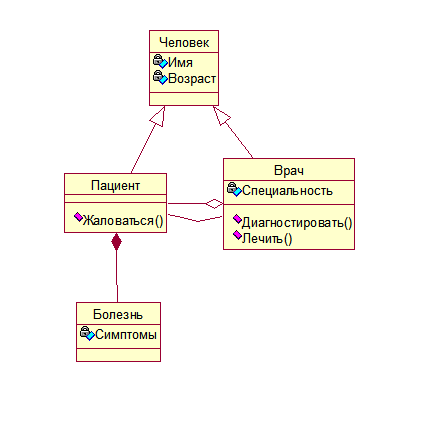 Человек
Имя
Возраст
Пациент
Жаловаться()
Врач
Специальность
Диагностировать()
Лечить()
Болезнь
Симптомы